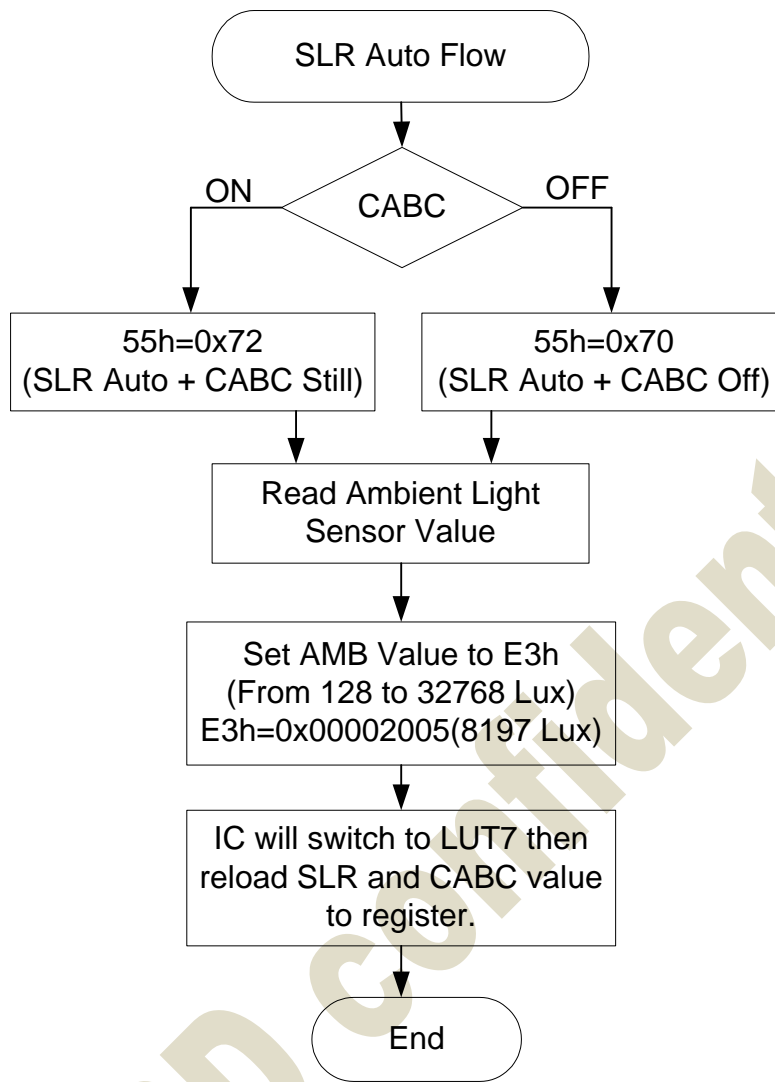 SLR Auto Flow
ON
OFF
CABC
55h=0x72
(SLR Auto + CABC Still)
55h=0x70
(SLR Auto + CABC Off)
Read Ambient Light
Sensor Value
Set AMB Value to E3h
(From 128 to 32768 Lux)
E3h=0x00002005(8197 Lux)
IC will switch to LUT7 then
reload SLR and CABC value
to register.
End